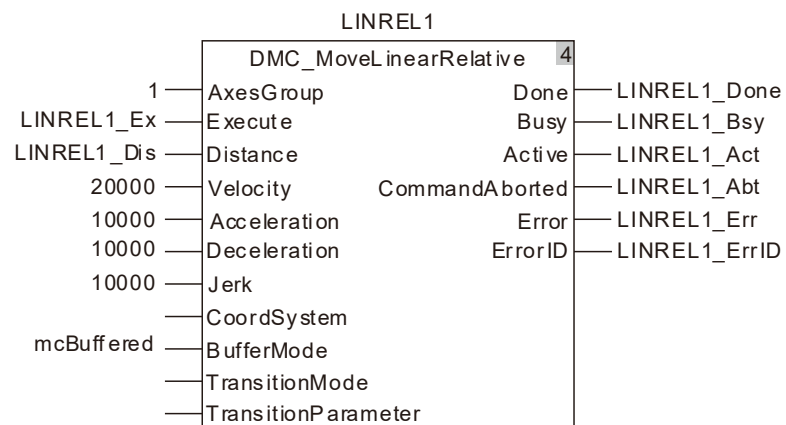 LINREL1
DMC_MoveLinearRelative 4
1 AxesGroup Done LINREL1_Done
LINREL1_Ex Execute Busy LINREL1_Bsy
LINREL1_Dis Distance Active LINREL1_Act
20000 Velocity CommandAborted LINREL1_Abt
10000 Acceleration Error LINREL1_Err
10000 Deceleration ErrorID LINREL1_ErrID
10000 Jerk
CoordSystem
mcBuffered BufferMode
TransitionMode
TransitionParameter